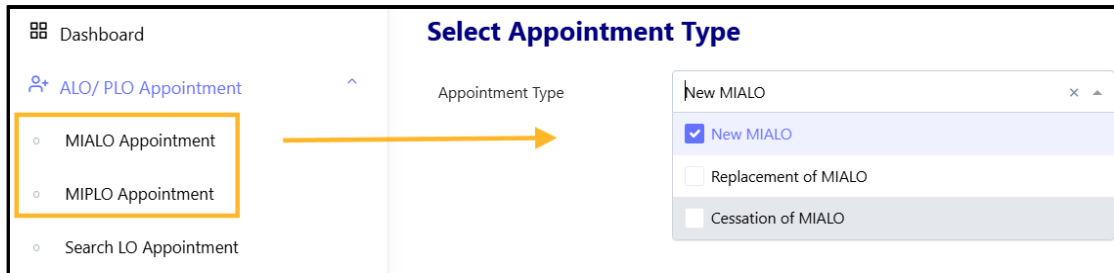 Dashboard
ALO/ PLO Appointment
MIALO Appointment
MIPLO Appointment
Search LO Appointment
Select Appointment Type
Appointment Type
New MIALO
New MIALO
Replacement of MIALO
Cessation of MIALO